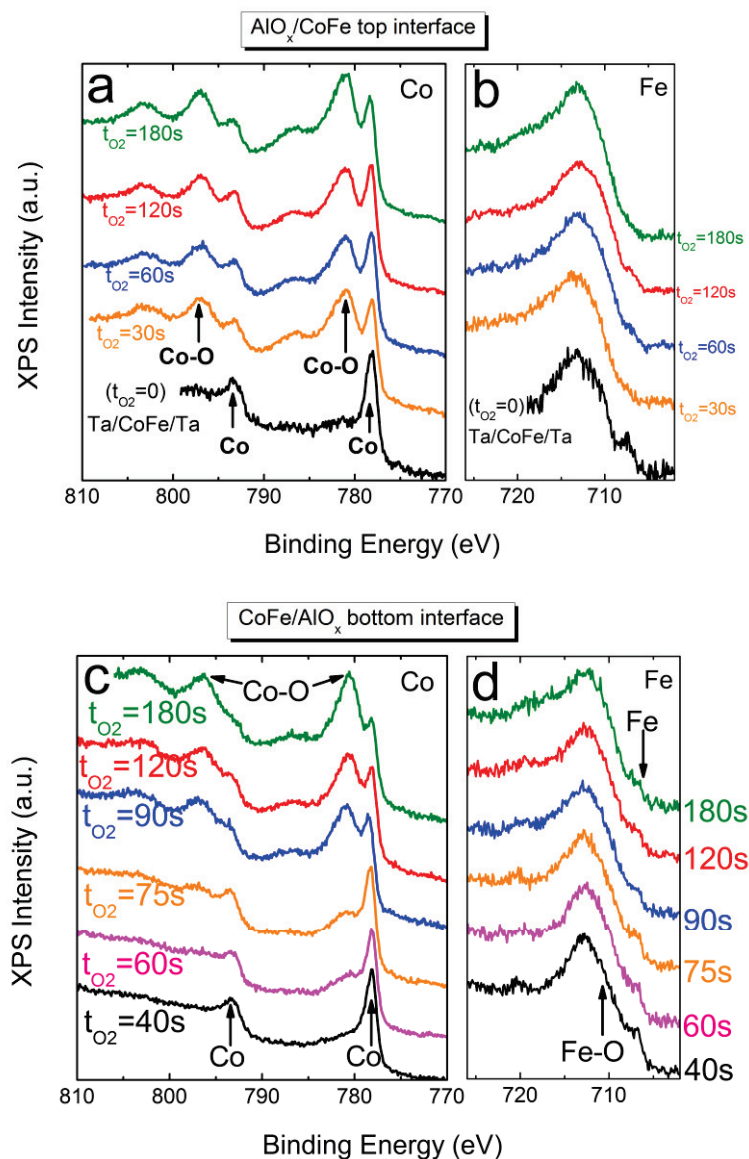 AlOx/CoFe top interface
a
Co
tO2=180s
tO2=120s
tO2=60s
tO2=30s
Co-O
Co-O
(tO2=0)
Ta/CoFe/Ta
Co
Co
b
Fe
tO2=180s
tO2=120s
tO2=60s
tO2=30s
(tO2=0)
Ta/CoFe/Ta
XPS Intensity (a.u.)
810 800 790 780 770
720 710
Binding Energy (eV)
CoFe/AlOx bottom interface
c
Co
Co-O
tO2=180s
tO2=120s
tO2=90s
tO2=75s
tO2=60s
tO2=40s
Co
Co
d
Fe
Fe
180s
120s
90s
75s
60s
40s
Fe-O
XPS Intensity (a.u.)
810 800 790 780 770
720 710
Binding Energy (eV)